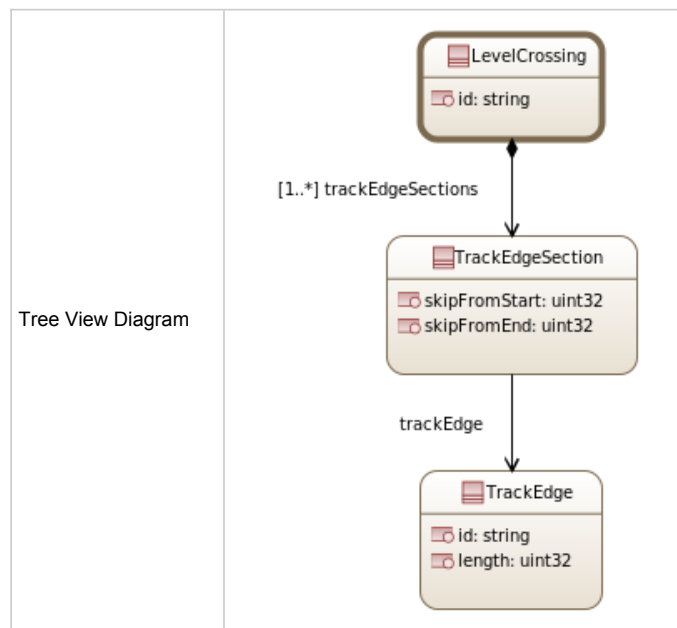 LevelCrossing
id: string
[1..*] trackEdgeSections
TrackEdgeSection
skipFromStart: uint32
skipFromEnd: uint32
Tree View Diagram
trackEdge
TrackEdge
id: string
length: uint32